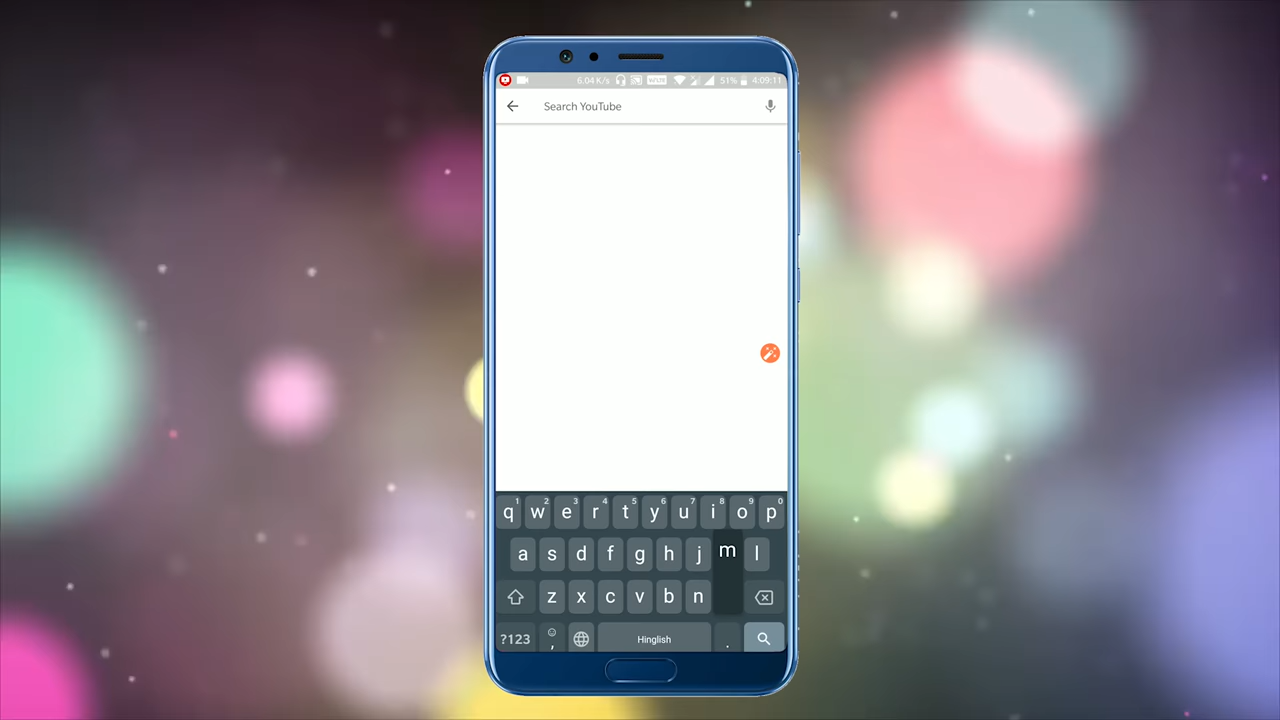 6.04 K/s 51% 4:09:11
Search YouTube
1 2 3 4 5 6 7 8 9 0
q w e r t y u i o p
a s d f g h j m l
z x c v b n
?123 , Hinglish .